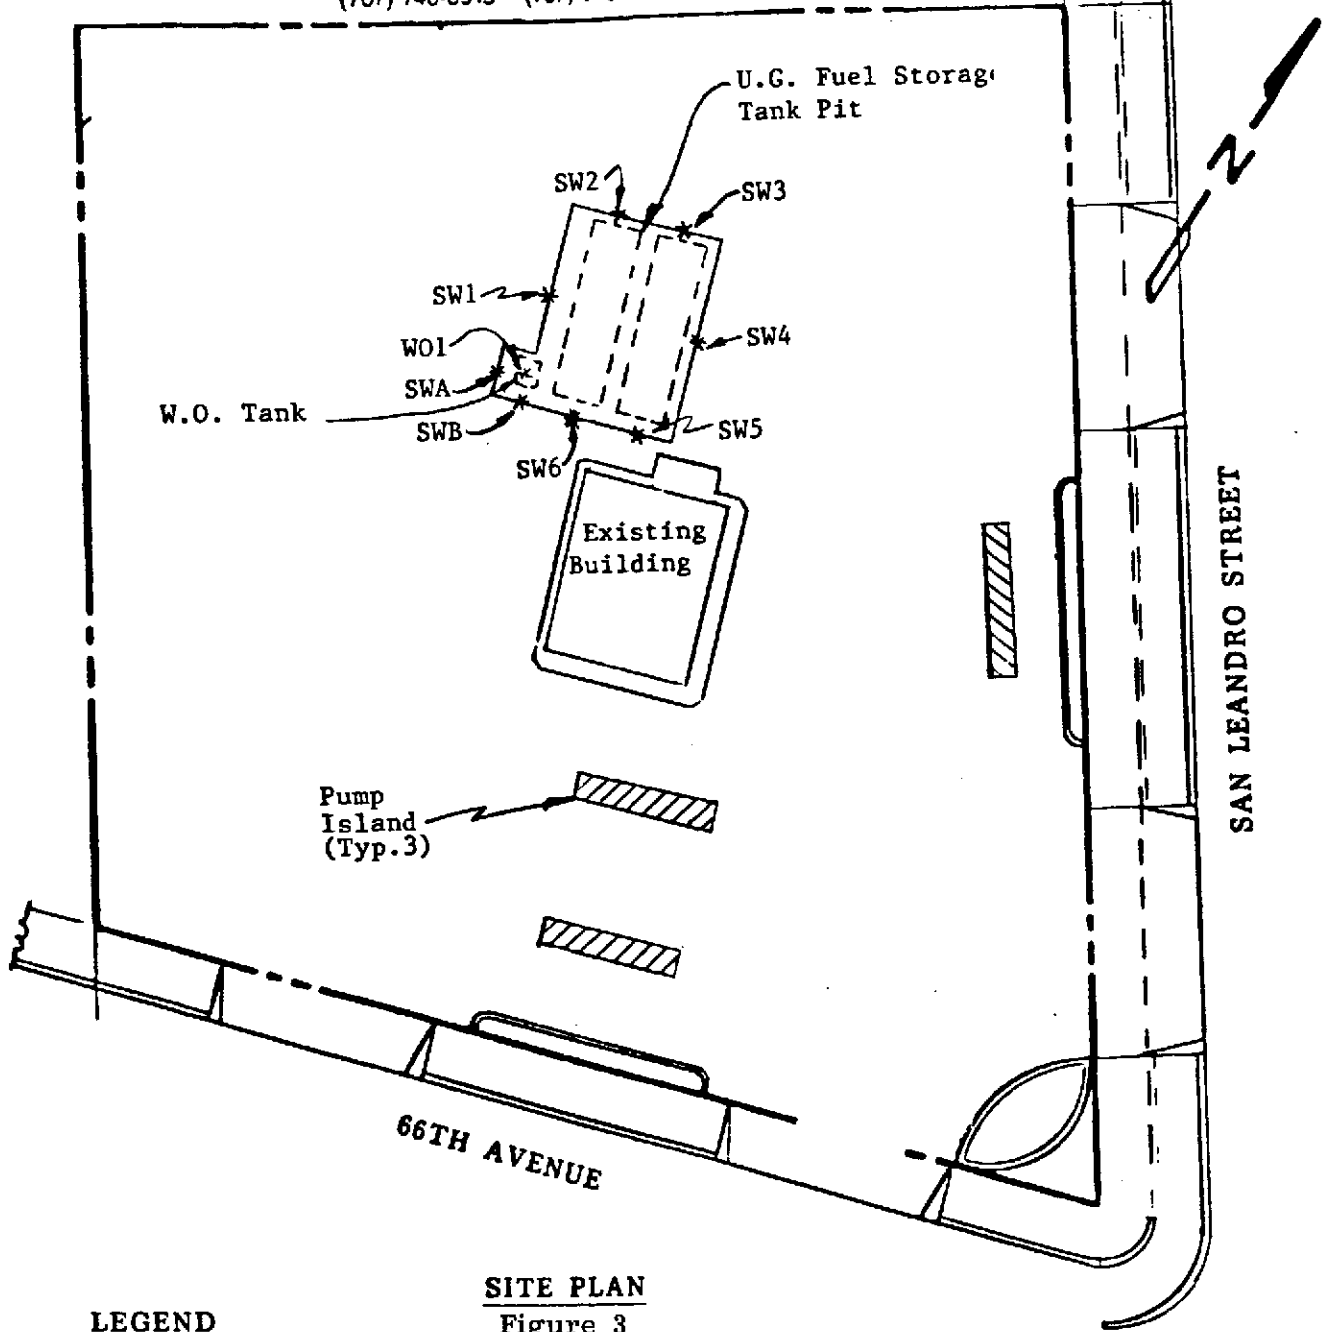 U.G. Fuel Storage
Tank Pit
SW2
SW3
SW1
SW4
WO1
SWA
W.O. Tank
SWB
SW5
SW6
Existing
Building
N
SAN LEANDRO STREET
Pump
Island
(Typ.3)
66TH AVENUE
SITE PLAN
LEGEND
Figure 3